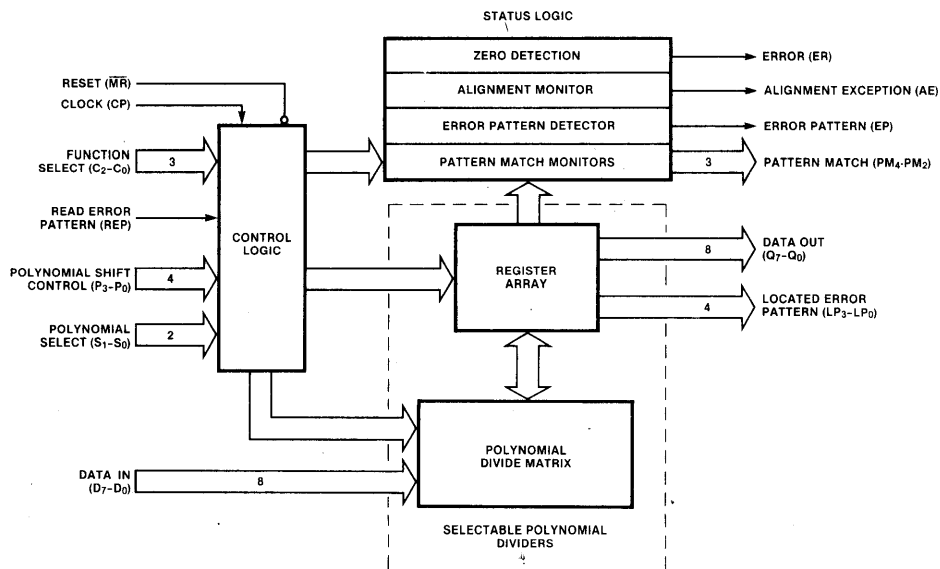 STATUS LOGIC
ZERO DETECTION
ERROR (ER)
ALIGNMENT MONITOR
ALIGNMENT EXCEPTION (AE)
ERROR PATTERN DETECTOR
ERROR PATTERN (EP)
PATTERN MATCH MONITORS
3
PATTERN MATCH (PM₄-PM₂)
RESET (M̅R̅)
CLOCK (CP)
FUNCTION
SELECT (C₂–C₀)
3
READ ERROR
PATTERN (REP)
POLYNOMIAL SHIFT
CONTROL (P₃–P₀)
4
POLYNOMIAL
SELECT (S₁–S₀)
2
CONTROL
LOGIC
REGISTER
ARRAY
8
DATA OUT
(Q₇–Q₀)
4
LOCATED ERROR
PATTERN (LP₃–LP₀)
POLYNOMIAL
DIVIDE MATRIX
DATA IN
(D₇–D₀)
8
SELECTABLE POLYNOMIAL
DIVIDERS